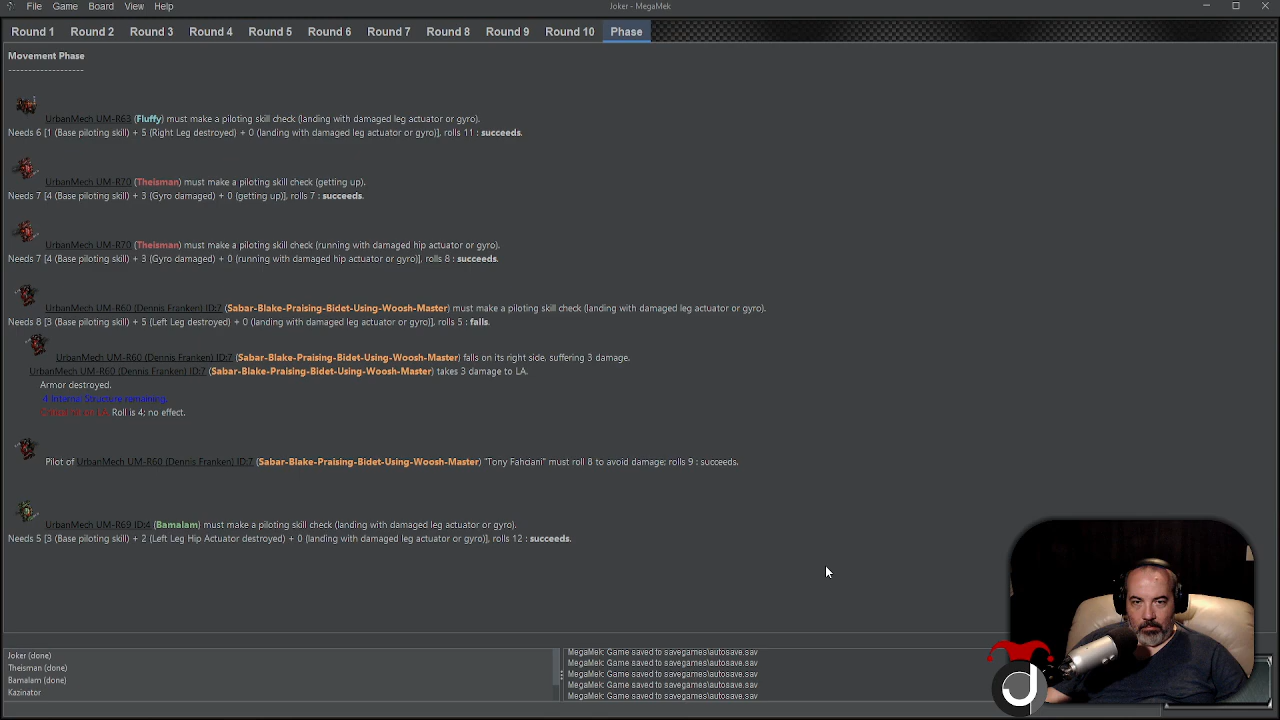 File Game Board View Help
Joker - MegaMek
Round 1 Round 2 Round 3 Round 4 Round 5 Round 6 Round 7 Round 8 Round 9 Round 10 Phase
Movement Phase
-------------------
UrbanMech UM-R63 (Fluffy) must make a piloting skill check (landing with damaged leg actuator or gyro).
Needs 6 [1 (Base piloting skill) + 5 (Right Leg destroyed) + 0 (landing with damaged leg actuator or gyro)], rolls 11 : succeeds.
UrbanMech UM-R70 (Theisman) must make a piloting skill check (getting up).
Needs 7 [4 (Base piloting skill) + 3 (Gyro damaged) + 0 (getting up)], rolls 7 : succeeds.
UrbanMech UM-R70 (Theisman) must make a piloting skill check (running with damaged hip actuator or gyro).
Needs 7 [4 (Base piloting skill) + 3 (Gyro damaged) + 0 (running with damaged hip actuator or gyro)], rolls 8 : succeeds.
UrbanMech UM-R60 (Dennis Franken) ID:7 (Sabar-Blake-Praising-Bidet-Using-Woosh-Master) must make a piloting skill check (landing with damaged leg actuator or gyro).
Needs 8 [3 (Base piloting skill) + 5 (Left Leg destroyed) + 0 (landing with damaged leg actuator or gyro)], rolls 5 : falls.
UrbanMech UM-R60 (Dennis Franken) ID:7 (Sabar-Blake-Praising-Bidet-Using-Woosh-Master) falls on its right side, suffering 3 damage.
UrbanMech UM-R60 (Dennis Franken) ID:7 (Sabar-Blake-Praising-Bidet-Using-Woosh-Master) takes 3 damage to LA.
Armor destroyed.
4 Internal Structure remaining.
Critical hit on LA. Roll is 4; no effect.
Pilot of UrbanMech UM-R60 (Dennis Franken) ID:7 (Sabar-Blake-Praising-Bidet-Using-Woosh-Master) "Tony Fahciani" must roll 8 to avoid damage; rolls 9 : succeeds.
UrbanMech UM-R69 ID:4 (Bamalam) must make a piloting skill check (landing with damaged leg actuator or gyro).
Needs 5 [3 (Base piloting skill) + 2 (Left Leg Hip Actuator destroyed) + 0 (landing with damaged leg actuator or gyro)], rolls 12 : succeeds.
Joker (done)
Theisman (done)
Bamalam (done)
Kazinator
MegaMek: Game saved to savegames\autosave.sav
MegaMek: Game saved to savegames\autosave.sav
MegaMek: Game saved to savegames\autosave.sav
MegaMek: Game saved to savegames\autosave.sav
MegaMek: Game saved to savegames\autosave.sav